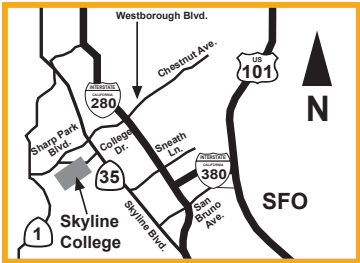 Westborough Blvd.
Chestnut Ave.
INTERSTATE
CALIFORNIA
280
US
101
N
Sharp Park
Blvd.
College
Dr.
Sneath
Ln.
35
INTERSTATE
CALIFORNIA
380
Skyline Blvd.
San
Bruno
Ave.
SFO
1
Skyline
College